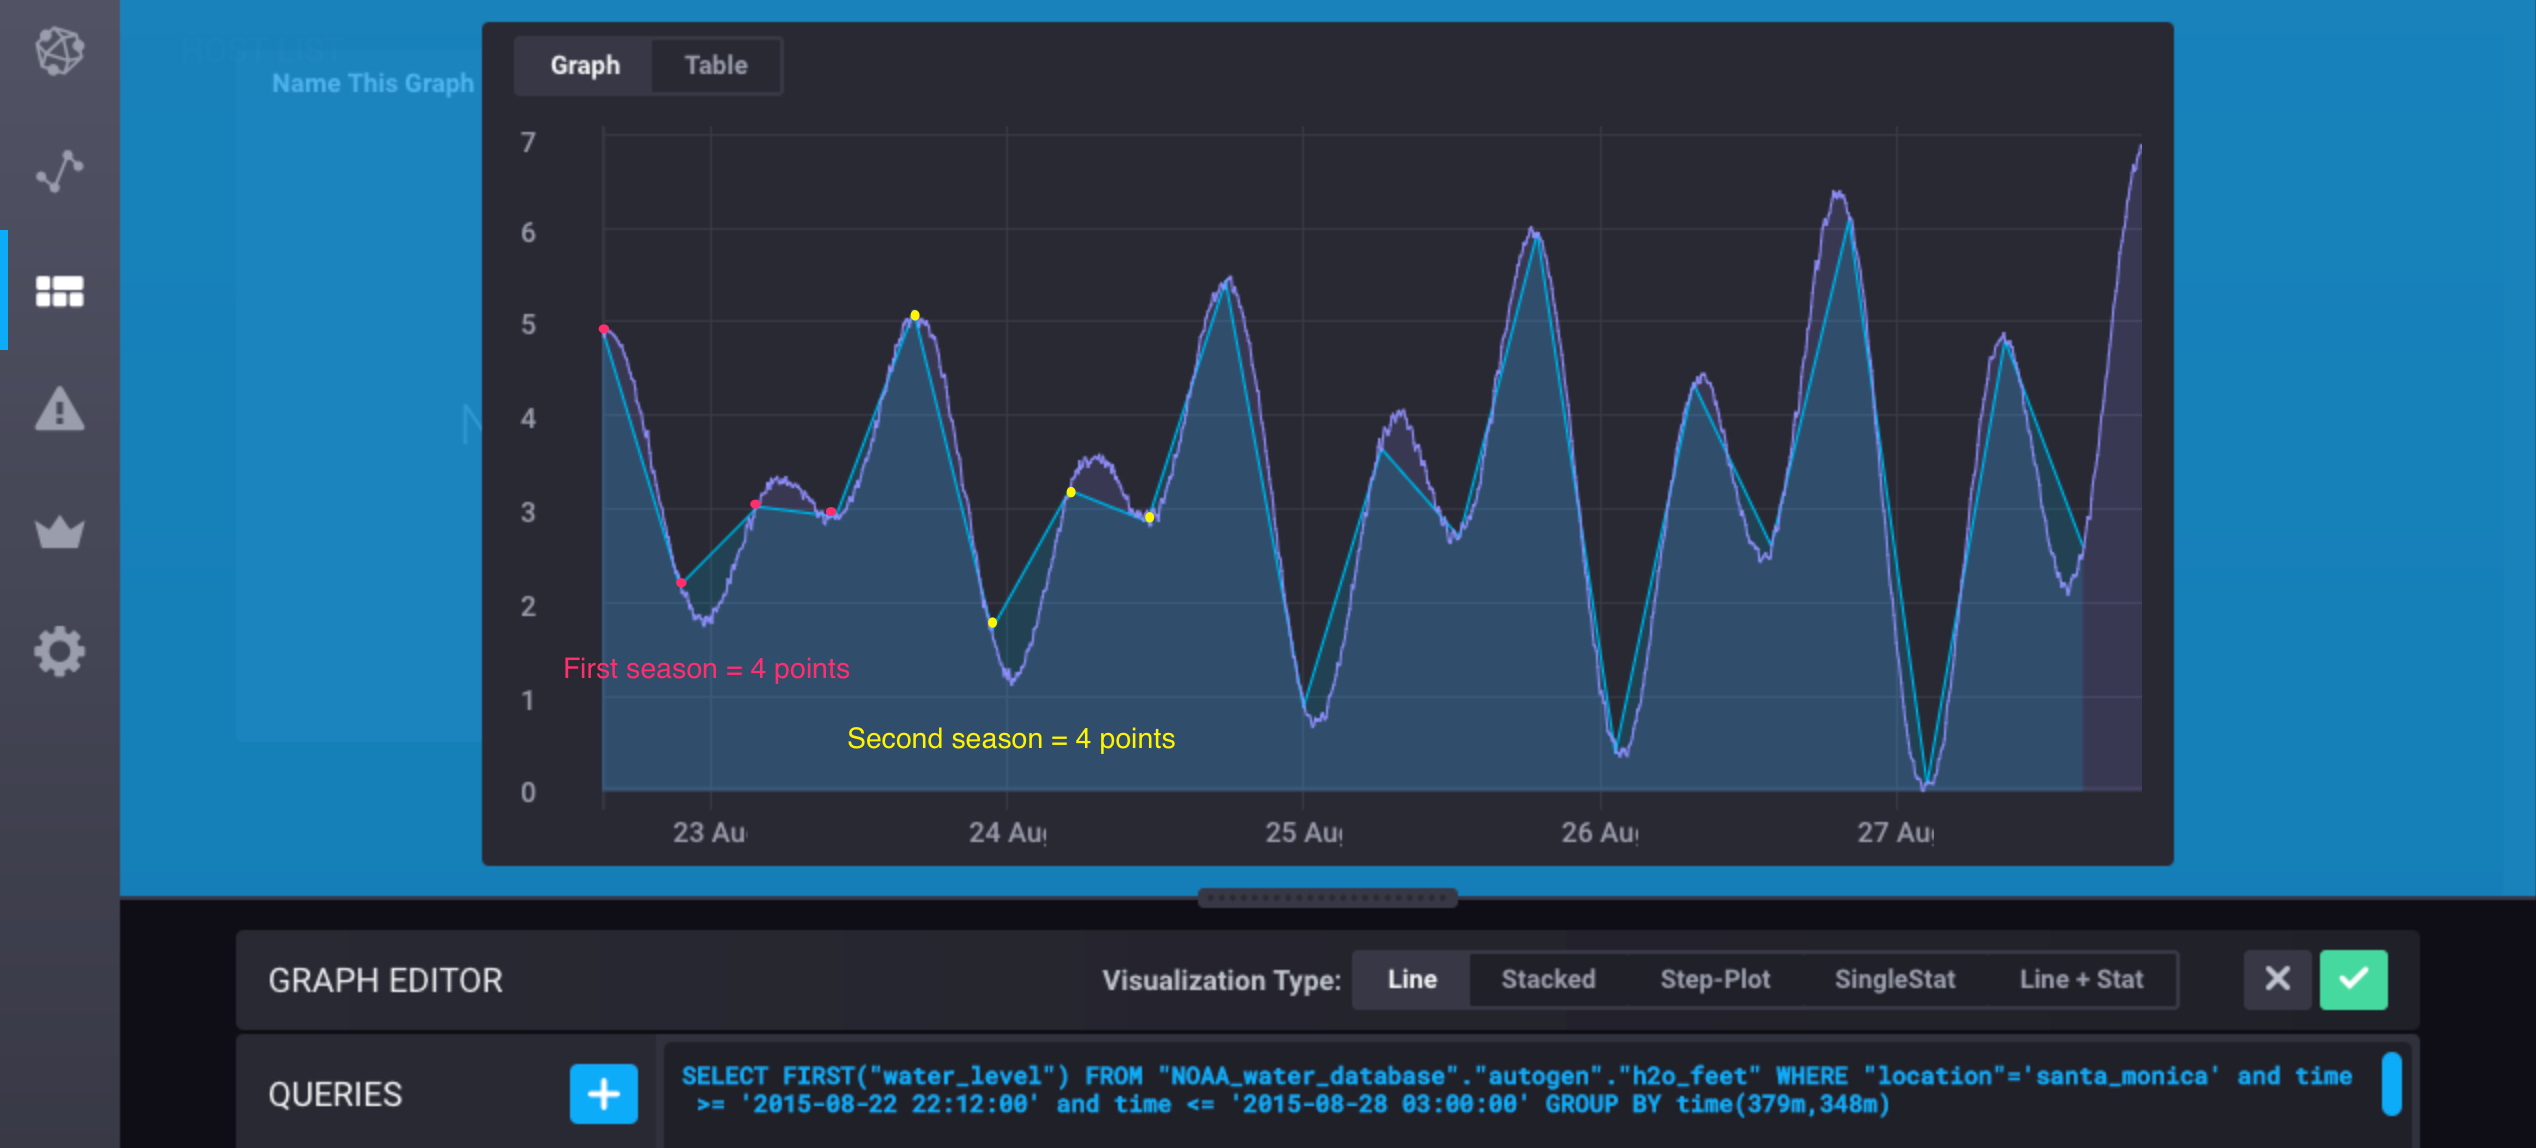 HOST LIST
Name This Graph
Graph Table
7
6
5
4
3
2
1
0
First season = 4 points
Second season = 4 points
23 Au
24 Au
25 Au
26 Au
27 Au
GRAPH EDITOR
Visualization Type: Line Stacked Step-Plot SingleStat Line + Stat
QUERIES
SELECT FIRST("water_level") FROM "NOAA_water_database"."autogen"."h2o_feet" WHERE "location"='santa_monica' and time
>= '2015-08-22 22:12:00' and time <= '2015-08-28 03:00:00' GROUP BY time(379m,348m)